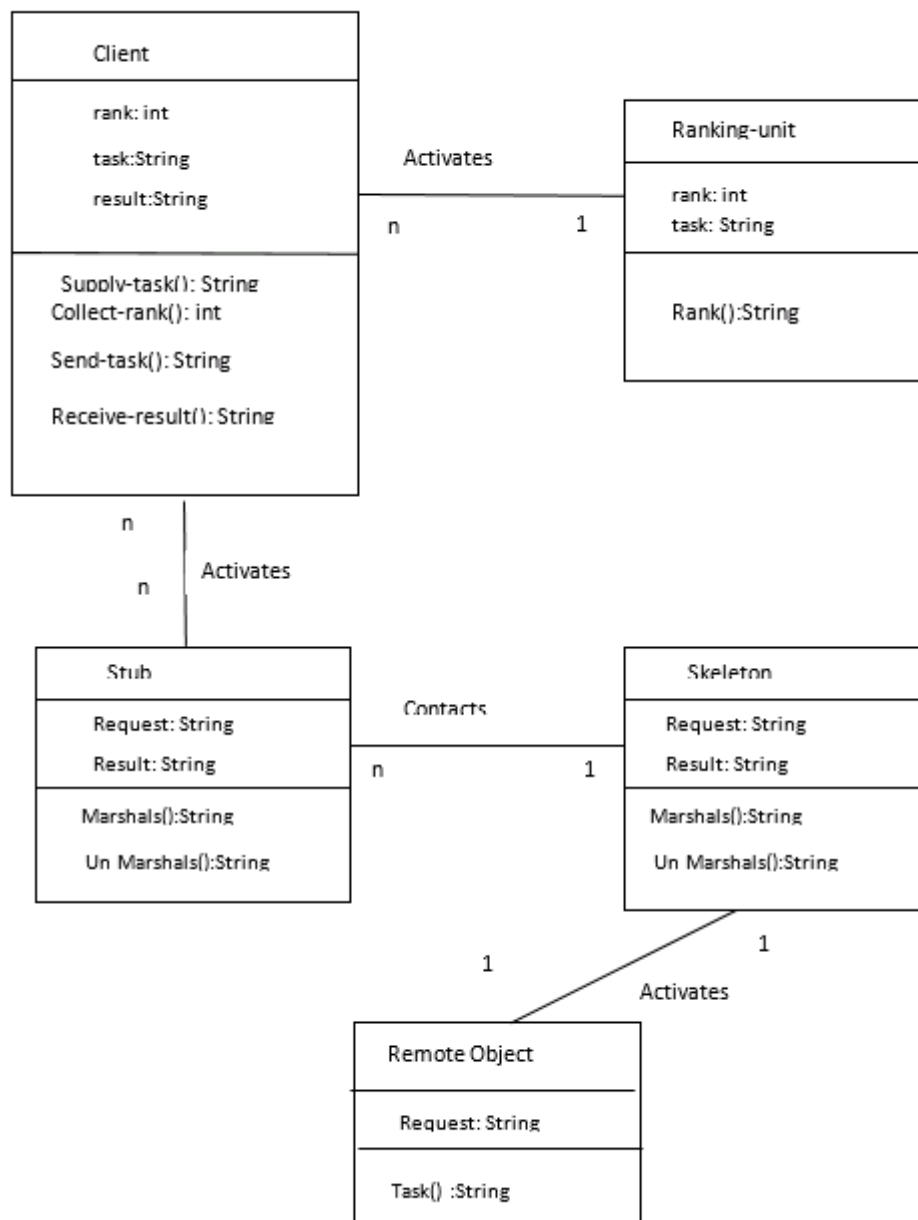 Client
rank: int
task:String
result:String
Supply-task(): String
Collect-rank(): int
Send-task(): String
Receive-result(): String
Activates
n
1
Ranking-unit
rank: int
task: String
Rank():String
n
Activates
n
Stub
Request: String
Result: String
Marshals():String
Un Marshals():String
Contacts
n
1
Skeleton
Request: String
Result: String
Marshals():String
Un Marshals():String
1
1
Activates
Remote Object
Request: String
Task() :String